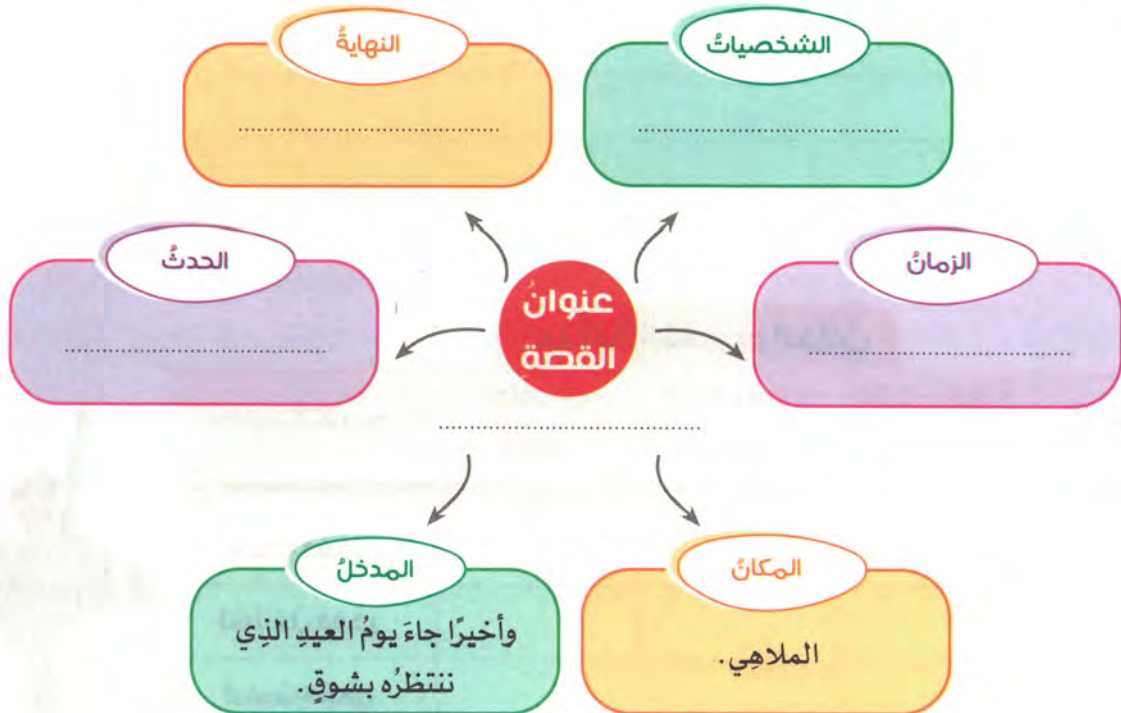 الشخصياتُ
النهايةُ
الزمانُ
الحدثُ
عنوانُ
القصةِ
المكانُ
الملاهِي.
المدخلُ
وأخيرًا جاءَ يومُ العيدِ الذِي
ننتظرُه بشوقٍ.